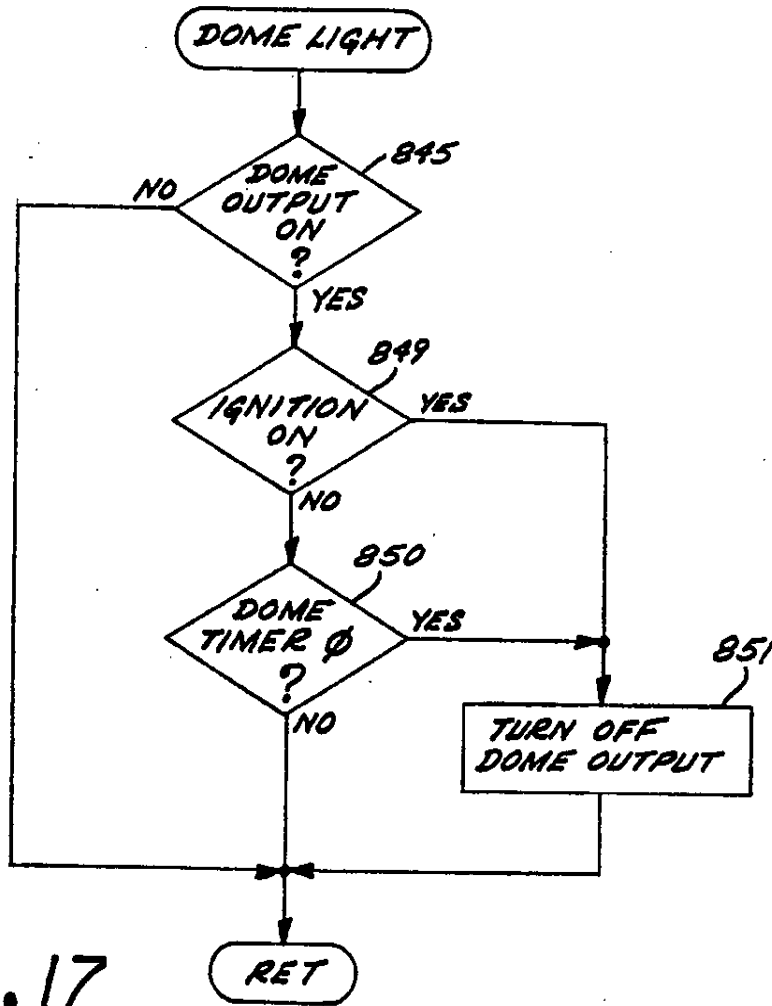 DOME LIGHT
845
DOME
OUTPUT
ON
?
NO
YES
849
IGNITION
ON
?
YES
NO
850
DOME
TIMER Ø
?
YES
NO
851
TURN OFF
DOME OUTPUT
RET
.17